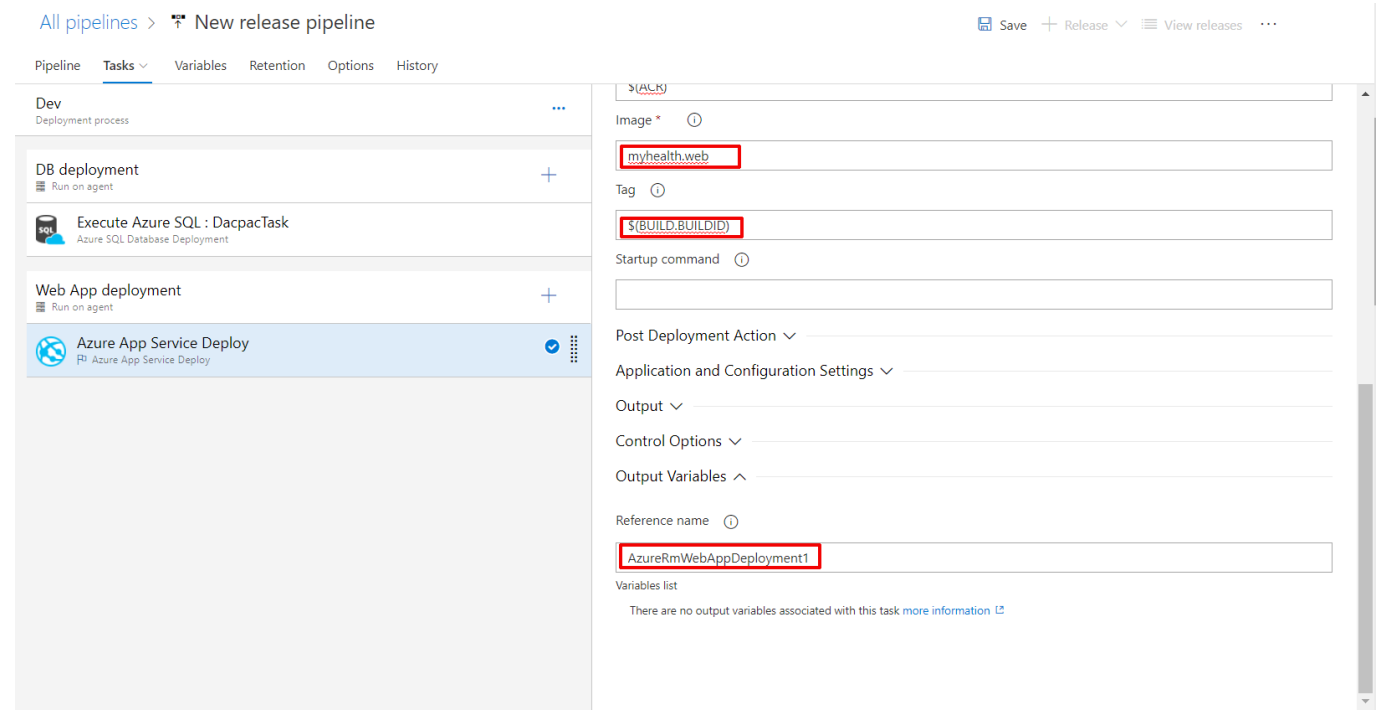 All pipelines > New release pipeline
Save
Release
View releases
...
Pipeline
Tasks
Variables
Retention
Options
History
Dev
Deployment process
...
DB deployment
Run on agent
SQL
Execute Azure SQL : DacpacTask
Azure SQL Database Deployment
Web App deployment
Run on agent
Azure App Service Deploy
Azure App Service Deploy
$(ACR)
Image *
myhealth.web
Tag
$(BUILD.BUILDID)
Startup command
Post Deployment Action
Application and Configuration Settings
Output
Control Options
Output Variables
Reference name
AzureRmWebAppDeployment1
Variables list
There are no output variables associated with this task more information